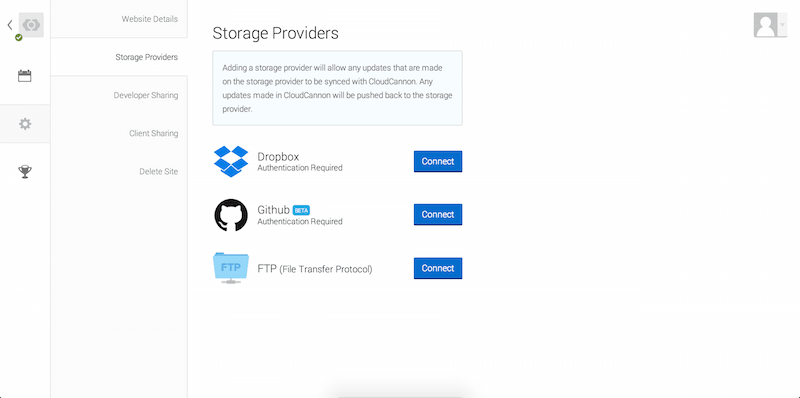 Website Details
Storage Providers
Developer Sharing
Client Sharing
Delete Site
Storage Providers
Adding a storage provider will allow any updates that are made
on the storage provider to be synced with CloudCannon. Any
updates made in CloudCannon will be pushed back to the storage
provider.
Dropbox
Authentication Required
Connect
Github BETA
Authentication Required
Connect
FTP
FTP (File Transfer Protocol)
Connect